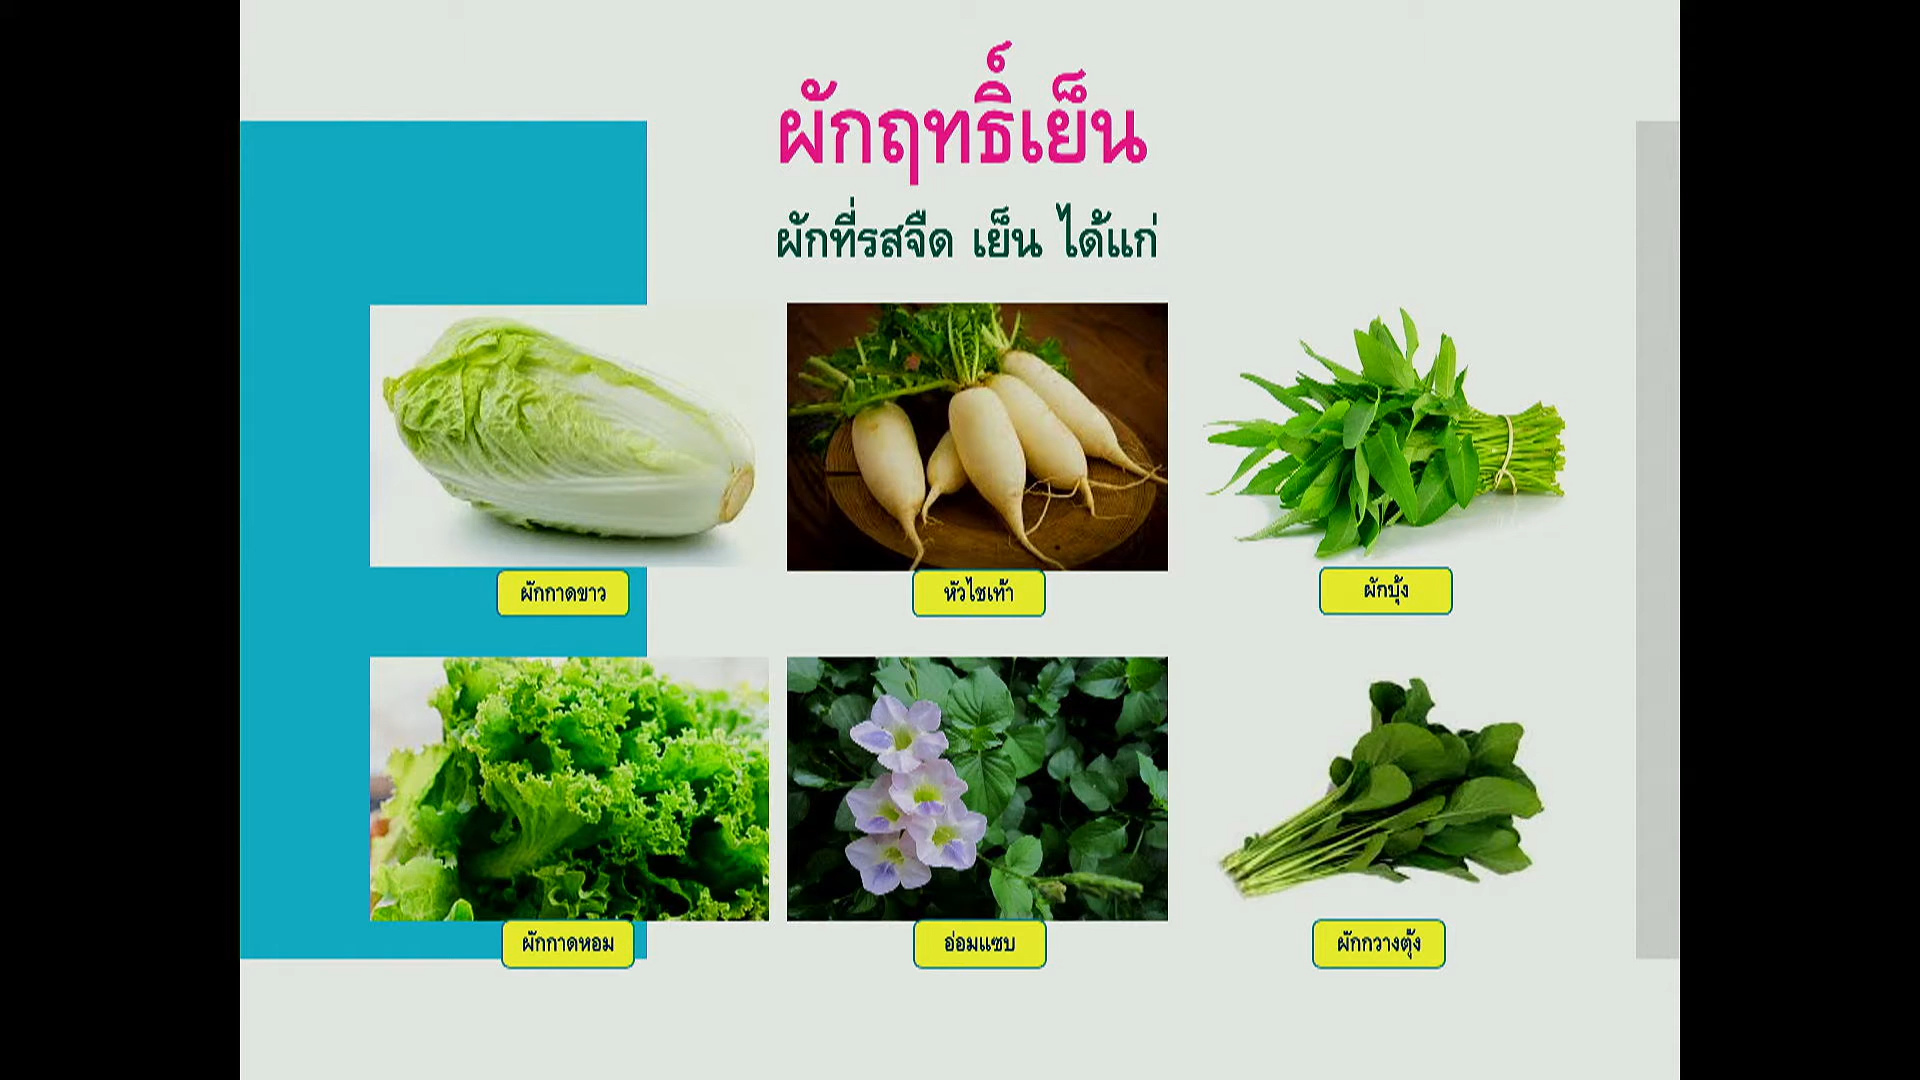 ผักฤทธิ์เย็น
ผักที่รสจืด เย็น ได้แก่
ผักกาดขาว
หัวไชเท้า
ผักบุ้ง
ผักกาดหอม
อ่อมแซบ
ผักกวางตุ้ง